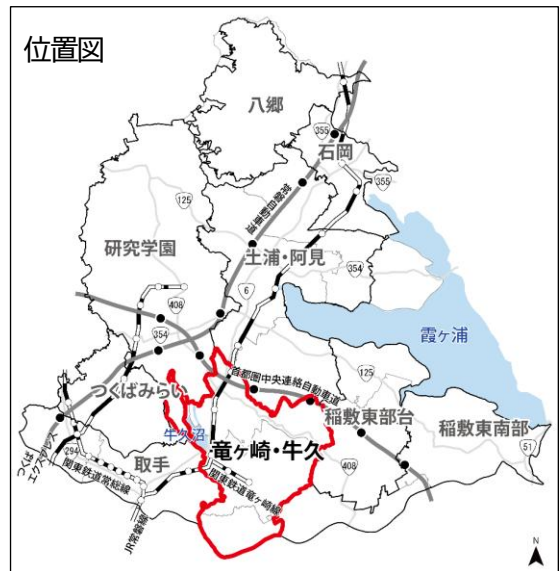 位置図
八郷
355
石岡
355
常磐自動車道
125
研究学園
土浦・阿見
354
6
408
霞ヶ浦
354
125
首都圏中央連絡自動車道
つくばみらい
稲敷東部台
稲敷東南部
牛久沼
竜ヶ崎・牛久
51
つくばエクスプレス
294
取手
408
関東鉄道常総線
関東鉄道竜ヶ崎線
JR常磐線
N